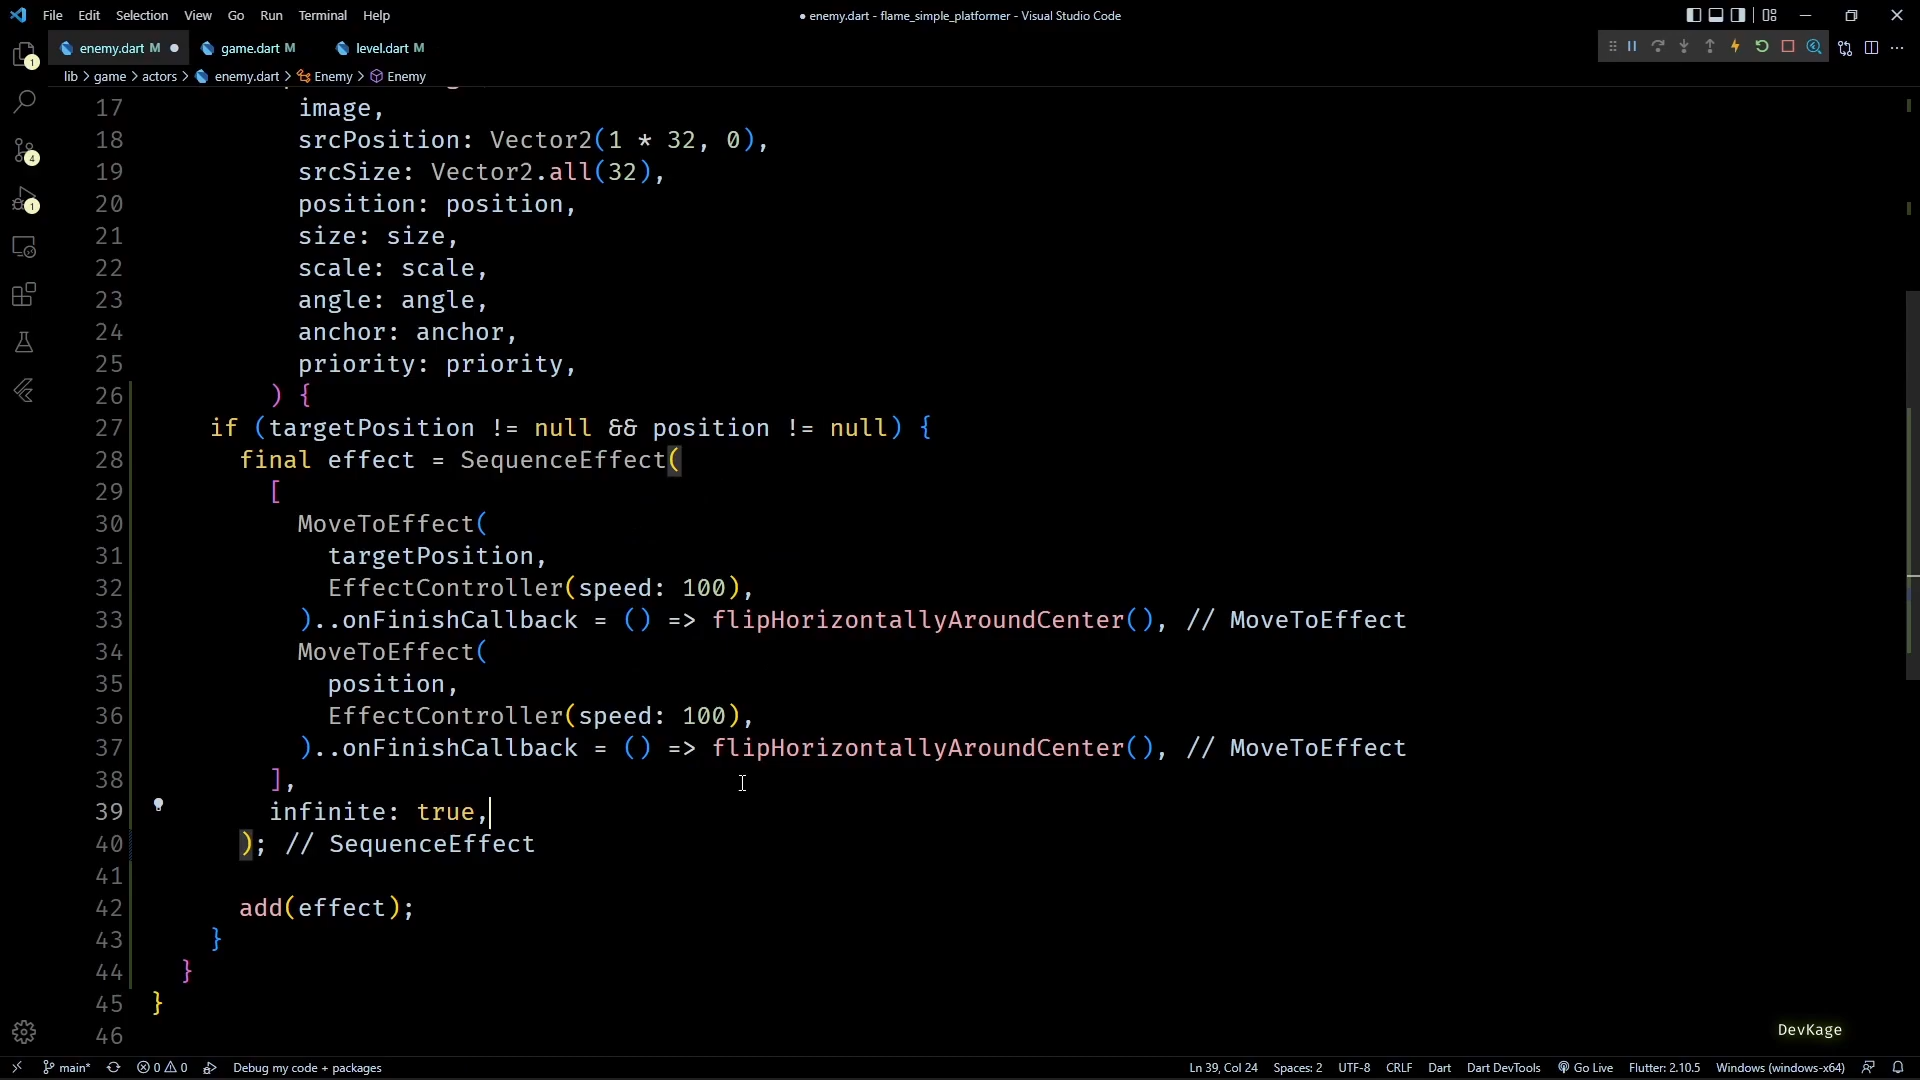 File Edit Selection View Go Run Terminal Help
● enemy.dart - flame_simple_platformer - Visual Studio Code
enemy.dart M ● game.dart M level.dart M
lib > game > actors > enemy.dart > Enemy > Enemy
17 image,
18 srcPosition: Vector2(1 * 32, 0),
19 srcSize: Vector2.all(32),
20 position: position,
21 size: size,
22 scale: scale,
23 angle: angle,
24 anchor: anchor,
25 priority: priority,
26 ) {
27 if (targetPosition != null && position != null) {
28 final effect = SequenceEffect(
29 [
30 MoveToEffect(
31 targetPosition,
32 EffectController(speed: 100),
33 )..onFinishCallback = () => flipHorizontallyAroundCenter(), // MoveToEffect
34 MoveToEffect(
35 position,
36 EffectController(speed: 100),
37 )..onFinishCallback = () => flipHorizontallyAroundCenter(), // MoveToEffect
38 ],
39 infinite: true,
40 ); // SequenceEffect
41
42 add(effect);
43 }
44 }
45 }
46
1
4
1
DevKage
main* 0 0 Debug my code + packages Ln 39, Col 24 Spaces: 2 UTF-8 CRLF Dart Dart DevTools Go Live Flutter: 2.10.5 Windows (windows-x64)